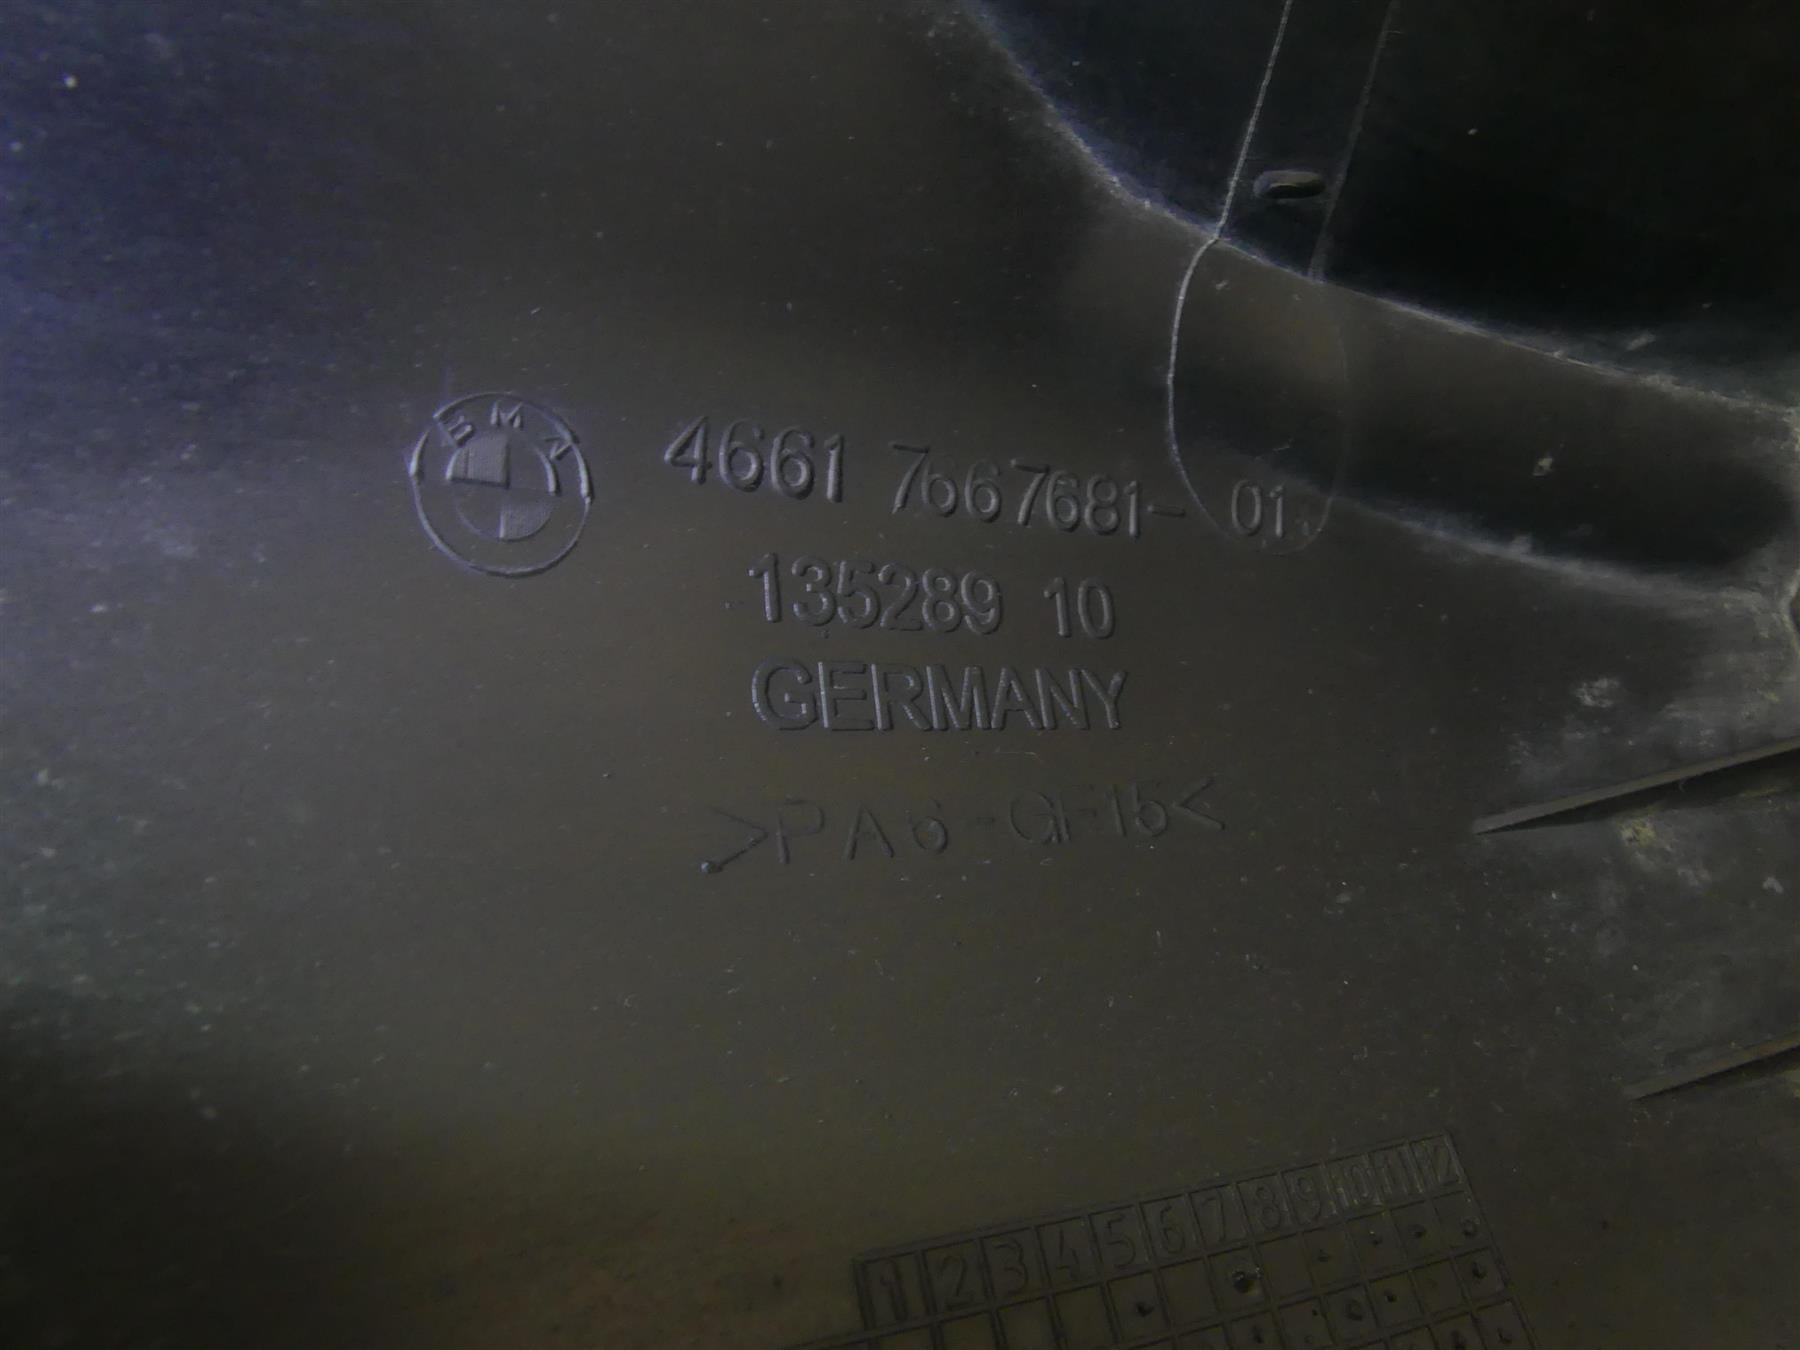 BMW 4661 7667681- 01
135289 10
GERMANY
>PA6-GF15<
1 2 3 4 5 6 7 8 9 10 11 12